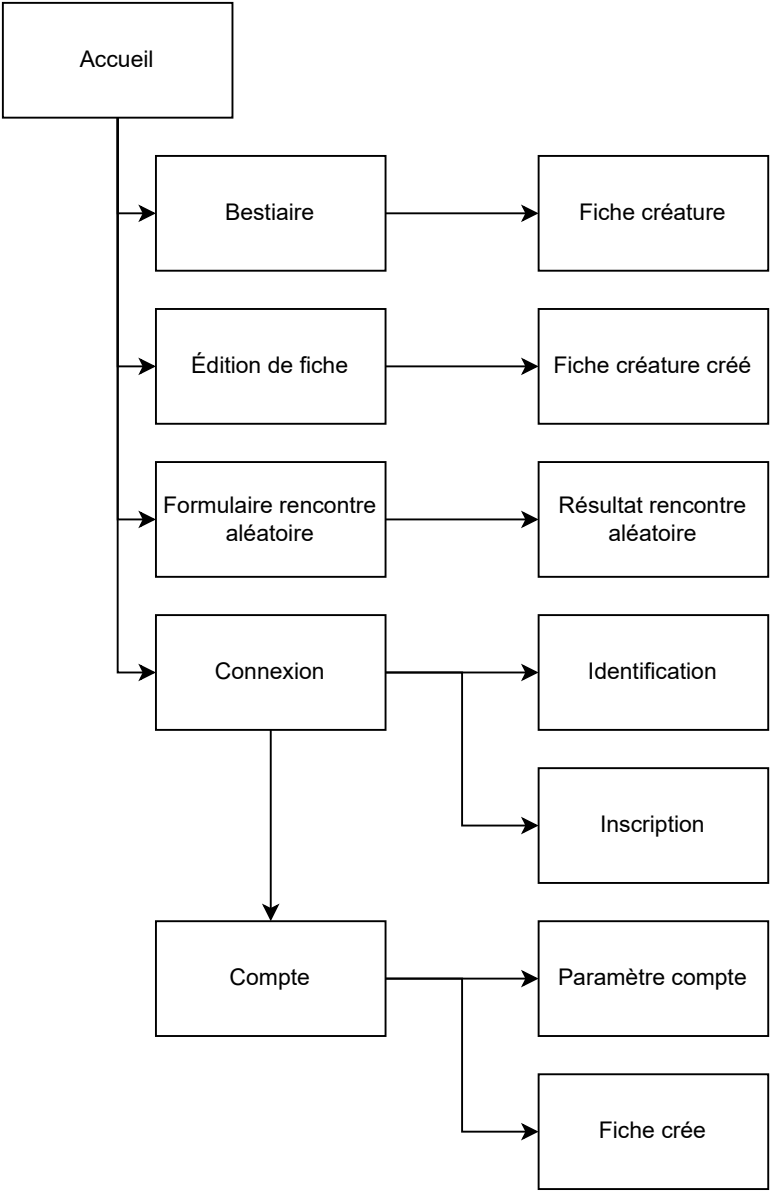 Accueil
Bestiaire
Fiche créature
Édition de fiche
Fiche créature créé
Formulaire rencontre
aléatoire
Résultat rencontre
aléatoire
Connexion
Identification
Inscription
Compte
Paramètre compte
Fiche crée